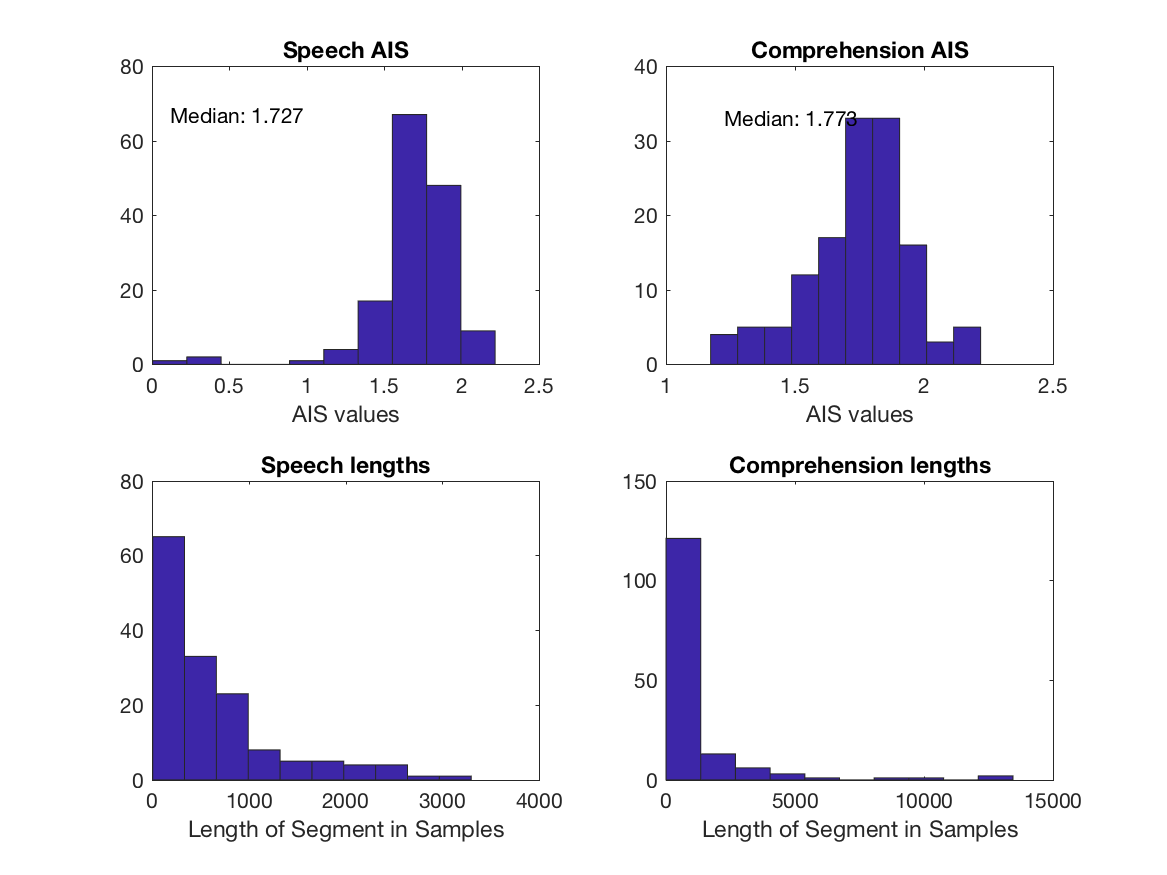 Speech AIS
80
60
40
20
0
Median: 1.727
0 0.5 1 1.5 2 2.5
AIS values
Comprehension AIS
40
30
20
10
0
Median: 1.773
1 1.5 2 2.5
AIS values
Speech lengths
80
60
40
20
0
0 1000 2000 3000 4000
Length of Segment in Samples
Comprehension lengths
150
100
50
0
0 5000 10000 15000
Length of Segment in Samples